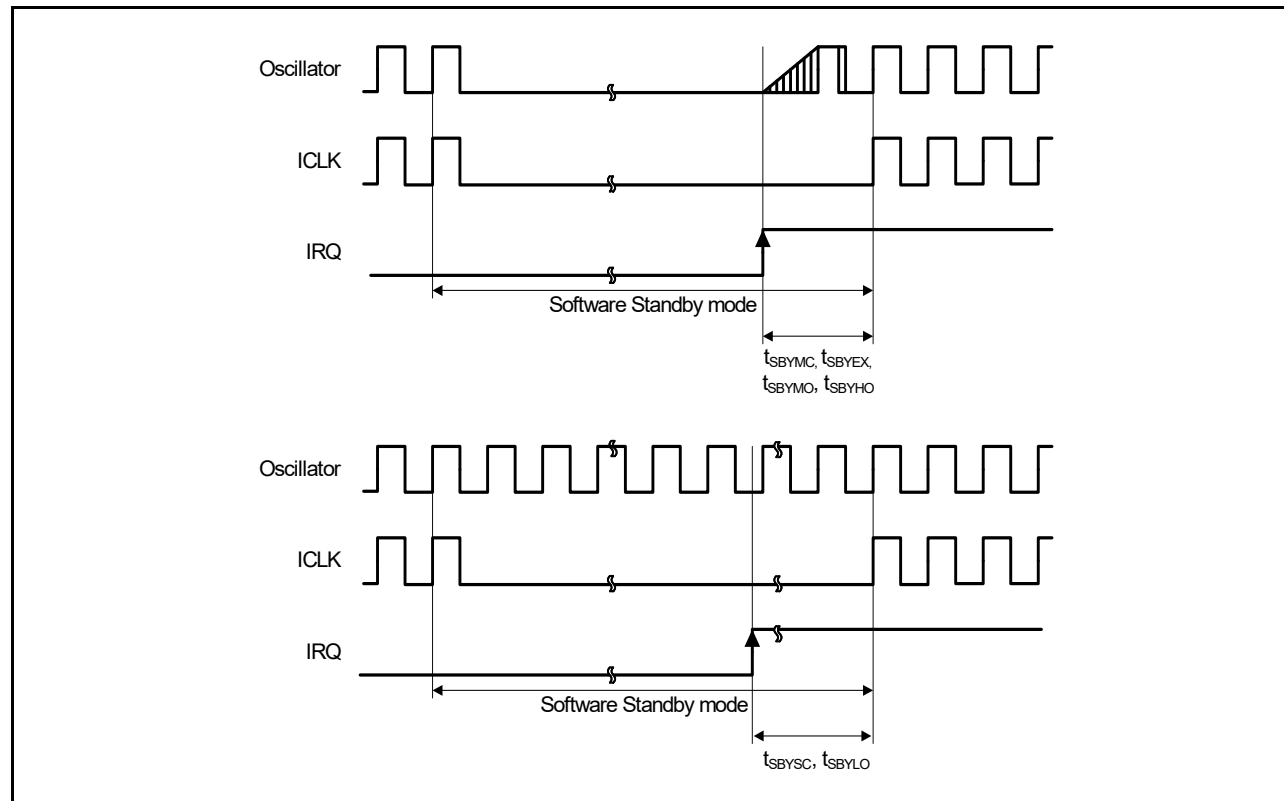 Oscillator
ICLK
IRQ
Software Standby mode
tSBYMC, tSBYEX,
tSBYMO, tSBYHO
Oscillator
ICLK
IRQ
Software Standby mode
tSBYSC, tSBYLO